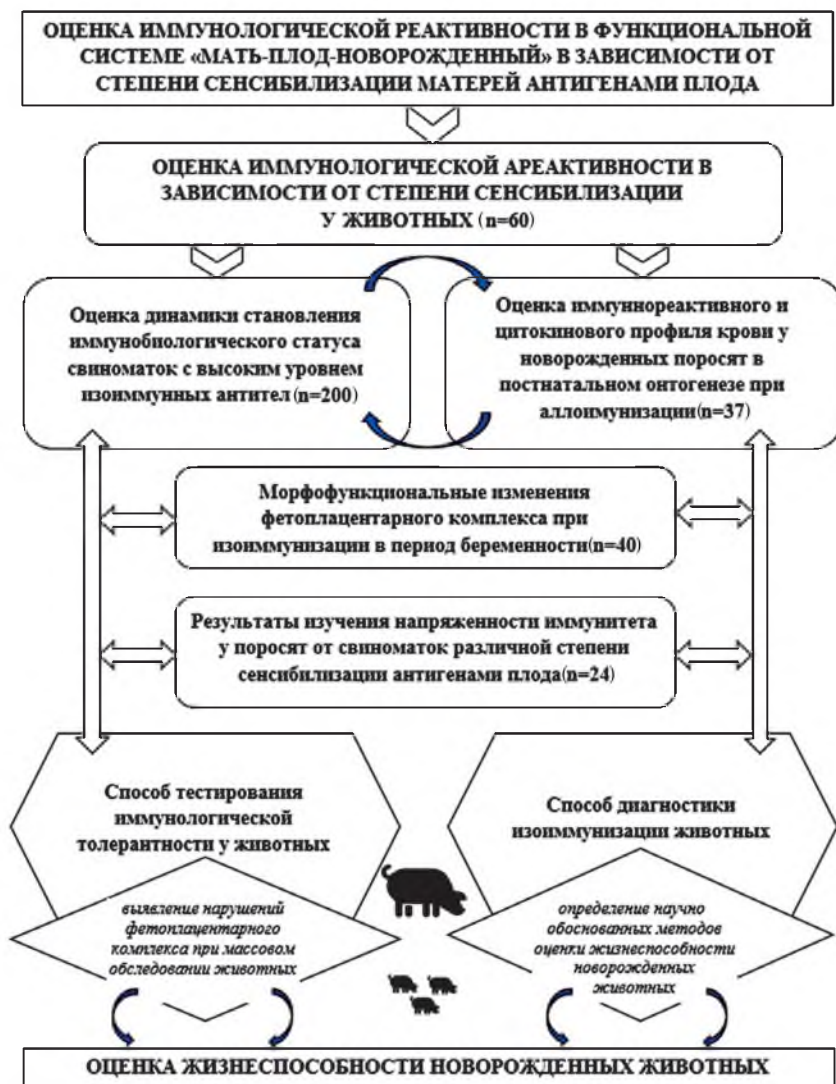 ОЦЕНКА ИММУНОЛОГИЧЕСКОЙ РЕАКТИВНОСТИ В ФУНКЦИОНАЛЬНОЙ
СИСТЕМЕ «МАТЬ-ПЛОД-НОВОРОЖДЕННЫЙ» В ЗАВИСИМОСТИ ОТ
СТЕПЕНИ СЕНСИБИЛИЗАЦИИ МАТЕРЕЙ АНТИГЕНАМИ ПЛОДА
ОЦЕНКА ИММУНОЛОГИЧЕСКОЙ АРЕАКТИВНОСТИ В
ЗАВИСИМОСТИ ОТ СТЕПЕНИ СЕНСИБИЛИЗАЦИИ
У ЖИВОТНЫХ (n=60)
Оценка динамики становления
иммунобиологического статуса
свиноматок с высоким уровнем
изоиммунных антител (n=200)
Оценка иммуннореактивного и
цитокинового профиля крови у
новорожденных поросят в
постнатальном онтогенезе при
аллоимунизации(n=37)
Морфофункциональные изменения
фетоплацентарного комплекса при
изоиммунизации в период беременности(n=40)
Результаты изучения напряженности иммунитета
у поросят от свиноматок различной степени
сенсибилизации антигенами плода(n=24)
Способ тестирования
иммунологической
толерантности у животных
Способ диагностики
изоиммунизации животных
выявление нарушений
фетоплацентарного
комплекса при массовом
обследовании животных
определение научно
обоснованных методов
оценки жизнеспособности
новорожденных
животных
ОЦЕНКА ЖИЗНЕСПОСОБНОСТИ НОВОРОЖДЕННЫХ ЖИВОТНЫХ